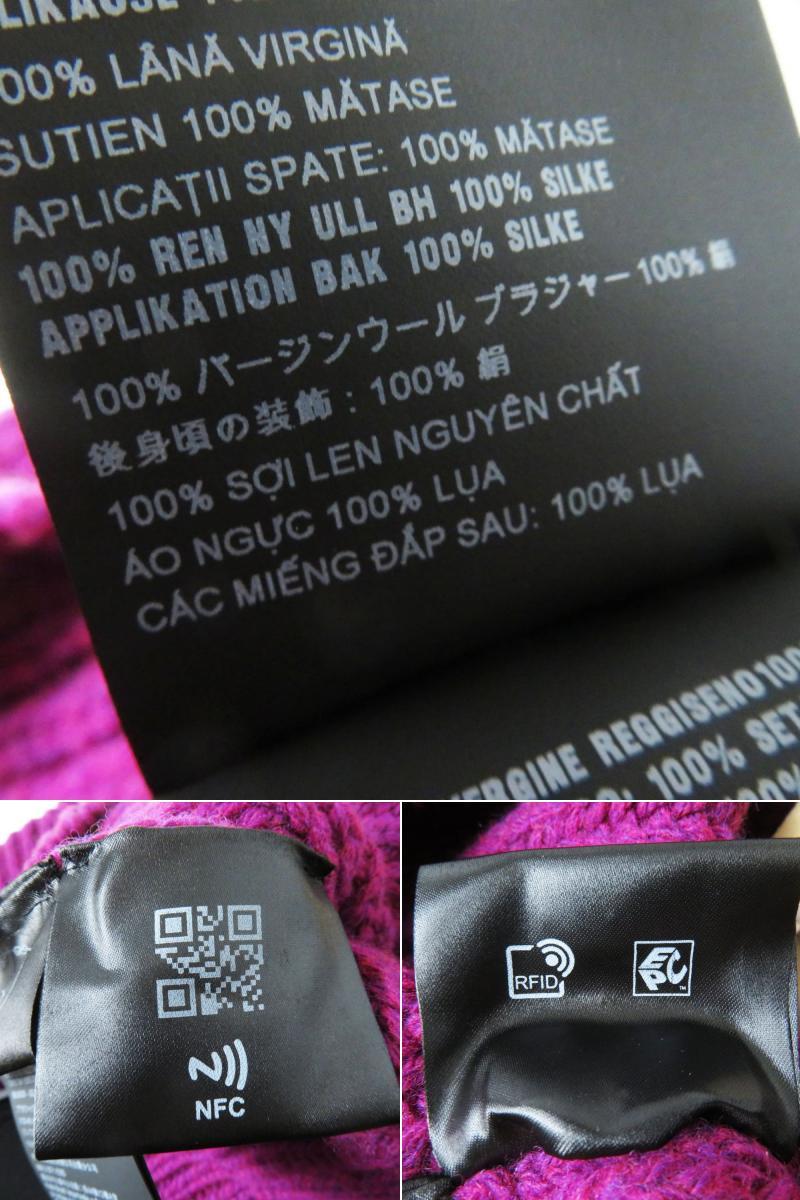 00% LÂNĂ VIRGINĂ
SUTIEN 100% MĂTASE
APLICAȚII SPATE: 100% MĂTASE
100% REN NY ULL BH 100% SILKE
APPLIKATION BAK 100% SILKE
100% バージンウール ブラジャー 100% 絹
後身頃の装飾 : 100% 絹
100% SỢI LEN NGUYÊN CHẤT
ÁO NGỰC 100% LỤA
CÁC MIẾNG ĐẮP SAU: 100% LỤA
VERGINE REGGISENO100
100% SET
NFC
RFID
EPC